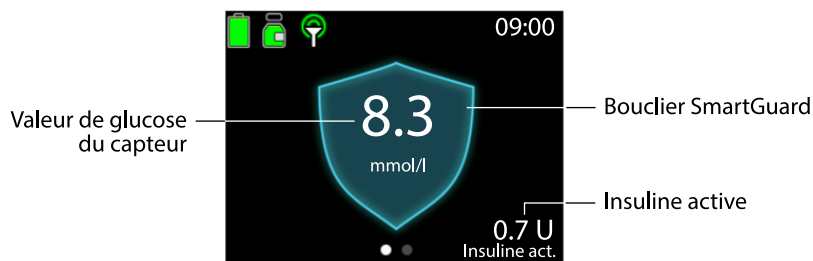 09:00
Valeur de glucose
du capteur
8.3
mmol/l
Bouclier SmartGuard
Insuline active
0.7 U
Insuline act.